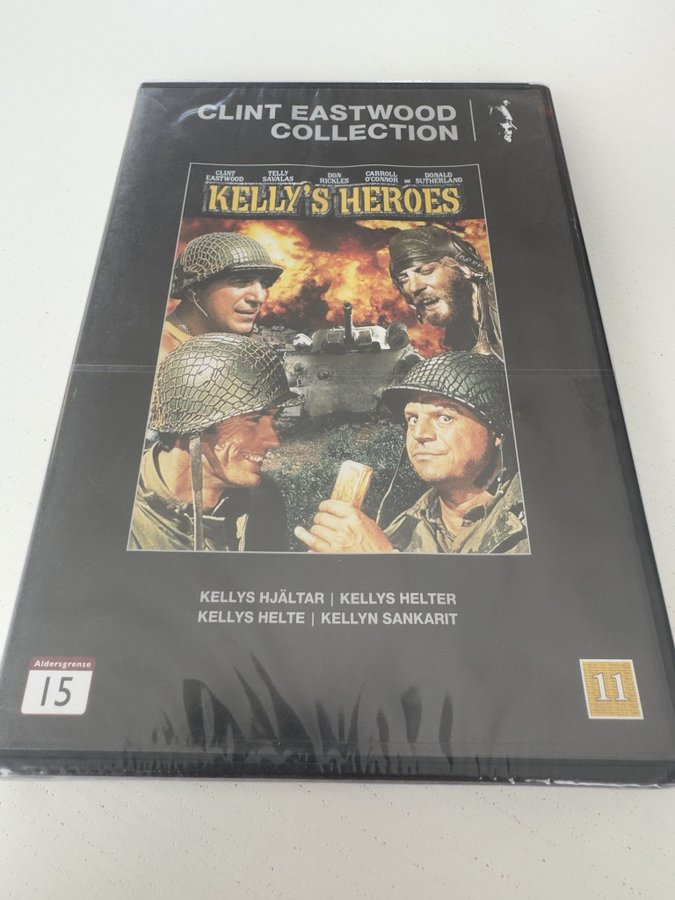 CLINT EASTWOOD
COLLECTION
CLINT EASTWOOD TELLY SAVALAS DON RICKLES CARROLL O'CONNOR AND DONALD SUTHERLAND
KELLY'S HEROES
KELLYS HJÄLTAR | KELLYS HELTER
KELLYS HELTE | KELLYN SANKARIT
Aldersgrense
15
11